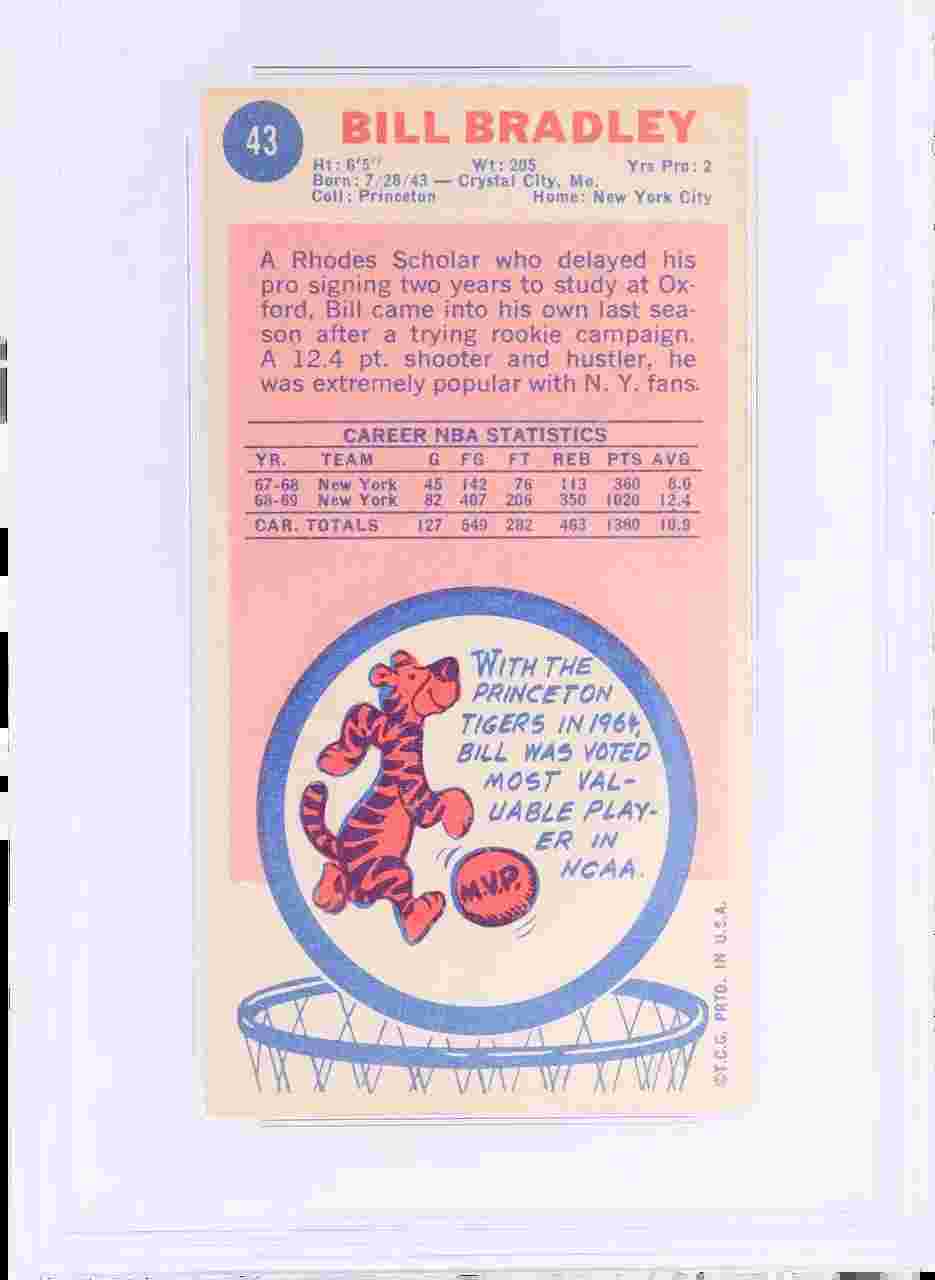 43
BILL BRADLEY
Ht: 6'5" Wt: 205 Yrs Pro: 2
Born: 7/28/43 — Crystal City, Mo.
Coll: Princeton Home: New York City
A Rhodes Scholar who delayed his
pro signing two years to study at Ox-
ford, Bill came into his own last sea-
son after a trying rookie campaign.
A 12.4 pt. shooter and hustler, he
was extremely popular with N. Y. fans.
CAREER NBA STATISTICS
YR. TEAM G FG FT REB PTS AVG
67-68 New York 45 142 76 113 360 8.0
68-69 New York 82 407 206 350 1020 12.4
CAR. TOTALS 127 549 282 463 1380 10.9
WITH THE
PRINCETON
TIGERS IN 1964,
BILL WAS VOTED
MOST VAL-
UABLE PLAY-
ER IN
NCAA.
M.V.P.
©T.C.G. PRTD. IN U.S.A.